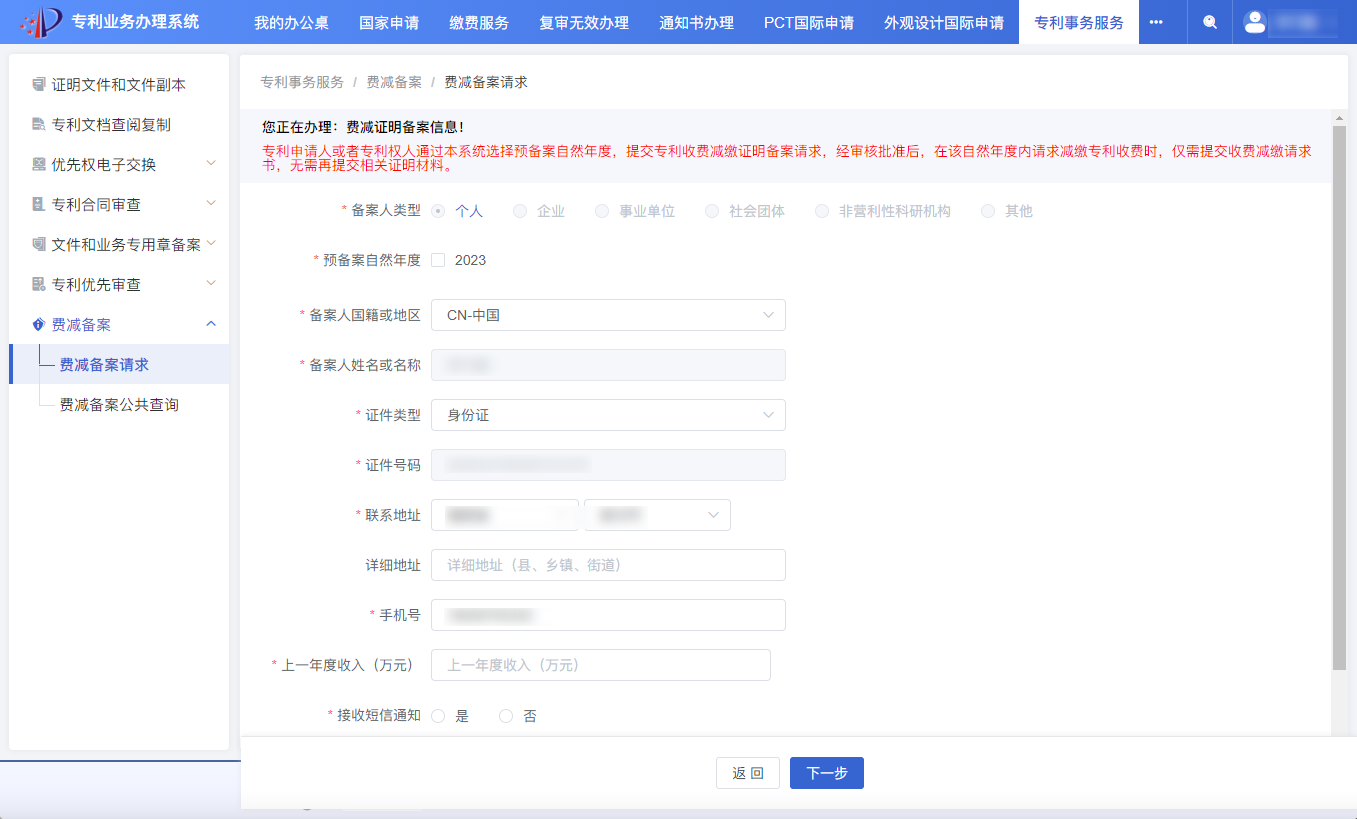 专利业务办理系统
我的办公桌 国家申请 缴费服务 复审无效办理 通知书办理 PCT国际申请 外观设计国际申请 专利事务服务 •••
证明文件和文件副本
专利文档查阅复制
优先权电子交换
专利合同审查
文件和业务专用章备案
专利优先审查
费减备案
费减备案请求
费减备案公共查询
专利事务服务 / 费减备案 / 费减备案请求
您正在办理：费减证明备案信息！
专利申请人或者专利权人通过本系统选择预备案自然年度，提交专利收费减缴证明备案请求，经审核批准后，在该自然年度内请求减缴专利收费时，仅需提交收费减缴请求
书，无需再提交相关证明材料。
* 备案人类型 个人 企业 事业单位 社会团体 非营利性科研机构 其他
* 预备案自然年度 2023
* 备案人国籍或地区 CN-中国
* 备案人姓名或名称
* 证件类型 身份证
* 证件号码
* 联系地址
详细地址 详细地址（县、乡镇、街道）
* 手机号
* 上一年度收入（万元） 上一年度收入（万元）
* 接收短信通知 是 否
返回 下一步